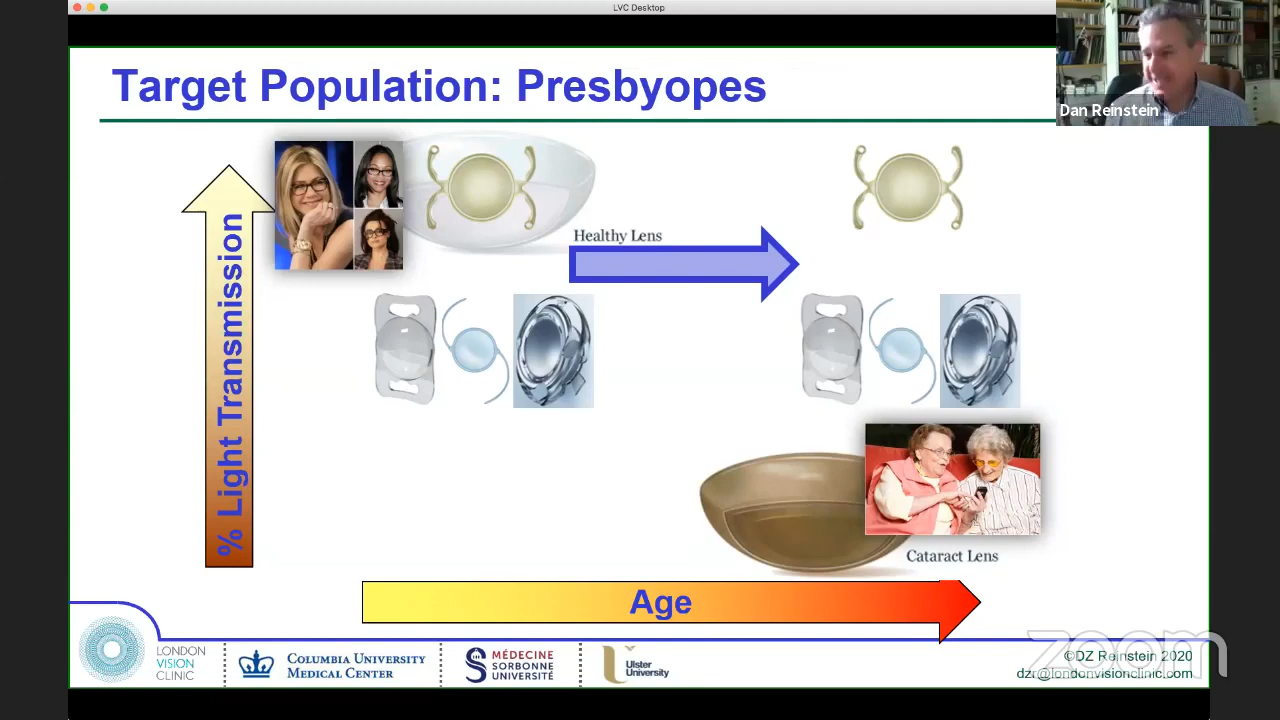 LVC Desktop
Target Population: Presbyopes
Dan Reinstein
Healthy Lens
% Light Transmission
Cataract Lens
Age
LONDON
VISION
CLINIC
COLUMBIA UNIVERSITY
MEDICAL CENTER
MÉDECINE
SORBONNE
UNIVERSITÉ
Ulster
University
©DZ Reinstein 2020
dzr@londonvisionclinic.com
zoom